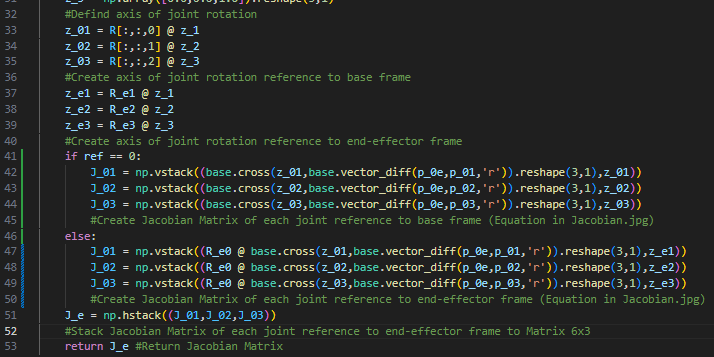 32 #Defind axis of joint rotation
33 z_01 = R[:,:,0] @ z_1
34 z_02 = R[:,:,1] @ z_2
35 z_03 = R[:,:,2] @ z_3
36 #Create axis of joint rotation reference to base frame
37 z_e1 = R_e1 @ z_1
38 z_e2 = R_e2 @ z_2
39 z_e3 = R_e3 @ z_3
40 #Create axis of joint rotation reference to end-effector frame
41 if ref == 0:
42 J_01 = np.vstack((base.cross(z_01,base.vector_diff(p_0e,p_01,'r')).reshape(3,1),z_01))
43 J_02 = np.vstack((base.cross(z_02,base.vector_diff(p_0e,p_02,'r')).reshape(3,1),z_02))
44 J_03 = np.vstack((base.cross(z_03,base.vector_diff(p_0e,p_03,'r')).reshape(3,1),z_03))
45 #Create Jacobian Matrix of each joint reference to base frame (Equation in Jacobian.jpg)
46 else:
47 J_01 = np.vstack((R_e0 @ base.cross(z_01,base.vector_diff(p_0e,p_01,'r')).reshape(3,1),z_e1))
48 J_02 = np.vstack((R_e0 @ base.cross(z_02,base.vector_diff(p_0e,p_02,'r')).reshape(3,1),z_e2))
49 J_03 = np.vstack((R_e0 @ base.cross(z_03,base.vector_diff(p_0e,p_03,'r')).reshape(3,1),z_e3))
50 #Create Jacobian Matrix of each joint reference to end-effector frame (Equation in Jacobian.jpg)
51 J_e = np.hstack((J_01,J_02,J_03))
52 #Stack Jacobian Matrix of each joint reference to end-effector frame to Matrix 6x3
53 return J_e #Return Jacobian Matrix